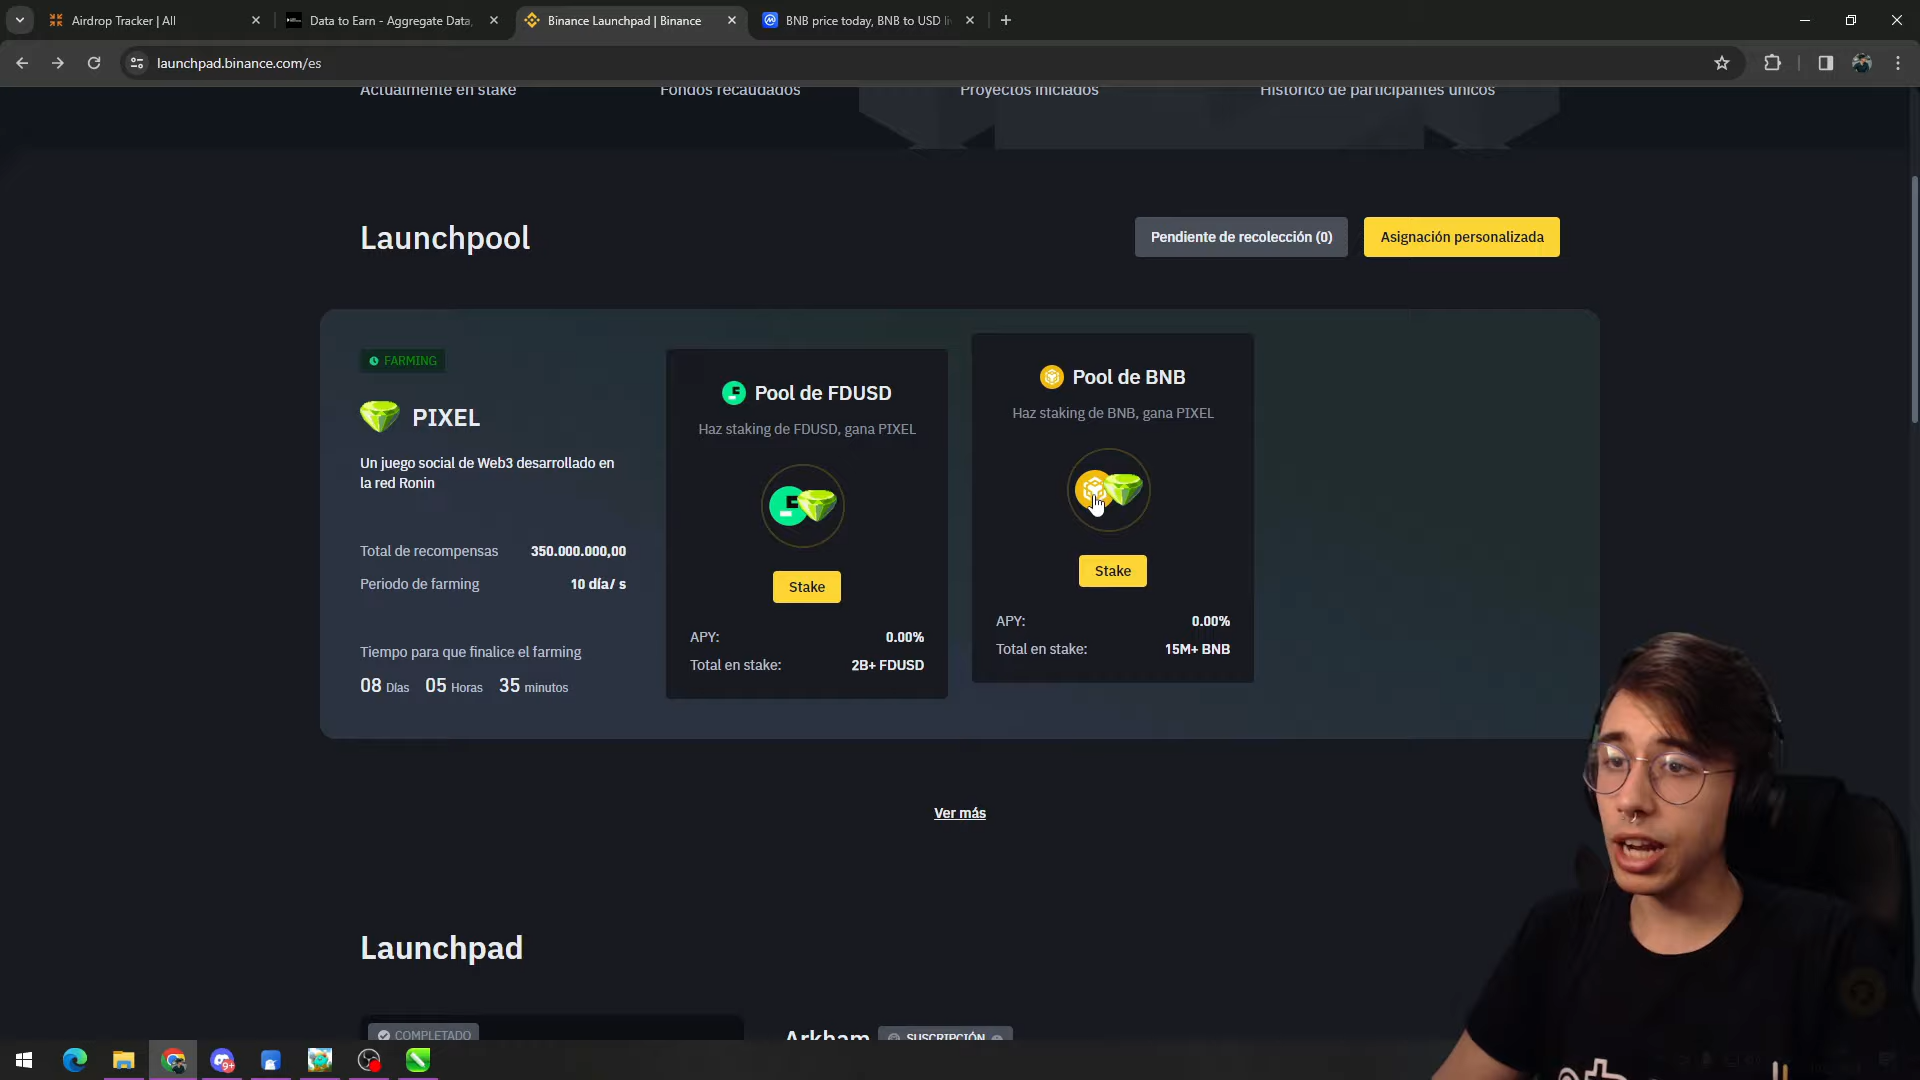 Airdrop Tracker | All
Data to Earn - Aggregate Data,
Binance Launchpad | Binance
BNB price today, BNB to USD li
launchpad.binance.com/es
Actualmente en stake
Fondos recaudados
Proyectos iniciados
Histórico de participantes únicos
Launchpool
Pendiente de recolección (0)
Asignación personalizada
FARMING
PIXEL
Un juego social de Web3 desarrollado en
la red Ronin
Total de recompensas 350.000.000,00
Periodo de farming 10 día/ s
Tiempo para que finalice el farming
08 Días 05 Horas 35 minutos
Pool de FDUSD
Haz staking de FDUSD, gana PIXEL
Stake
APY: 0.00%
Total en stake: 2B+ FDUSD
Pool de BNB
Haz staking de BNB, gana PIXEL
Stake
APY: 0.00%
Total en stake: 15M+ BNB
Ver más
Launchpad
COMPLETADO
Arkham
SUSCRIPCIÓN
9+